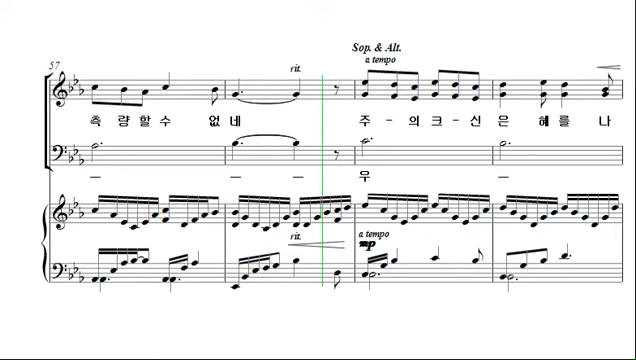 Sop. & Alt.
57
rit.
a tempo
측 량 할 수 없 네 주 - 의 크 - 신 은 혜 를 나
우
rit.
a tempo
mp